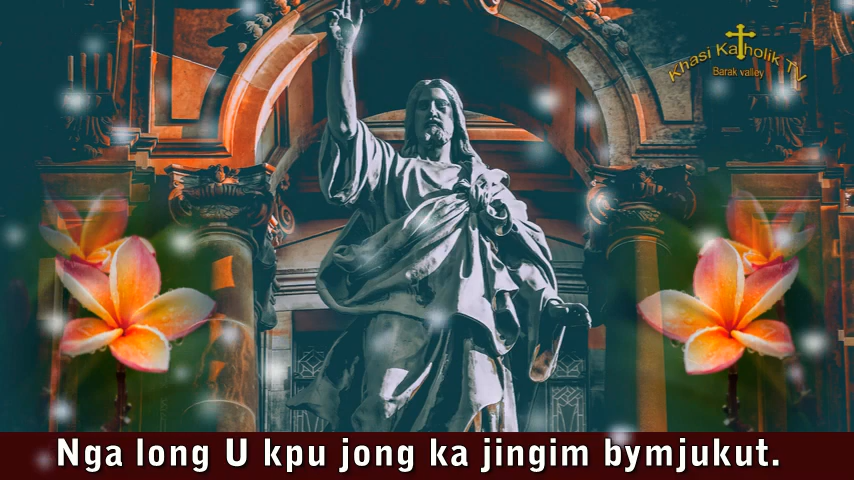 Khasi Katholik TV
Barak valley
Nga long U kpu jong ka jingim bymjukut.